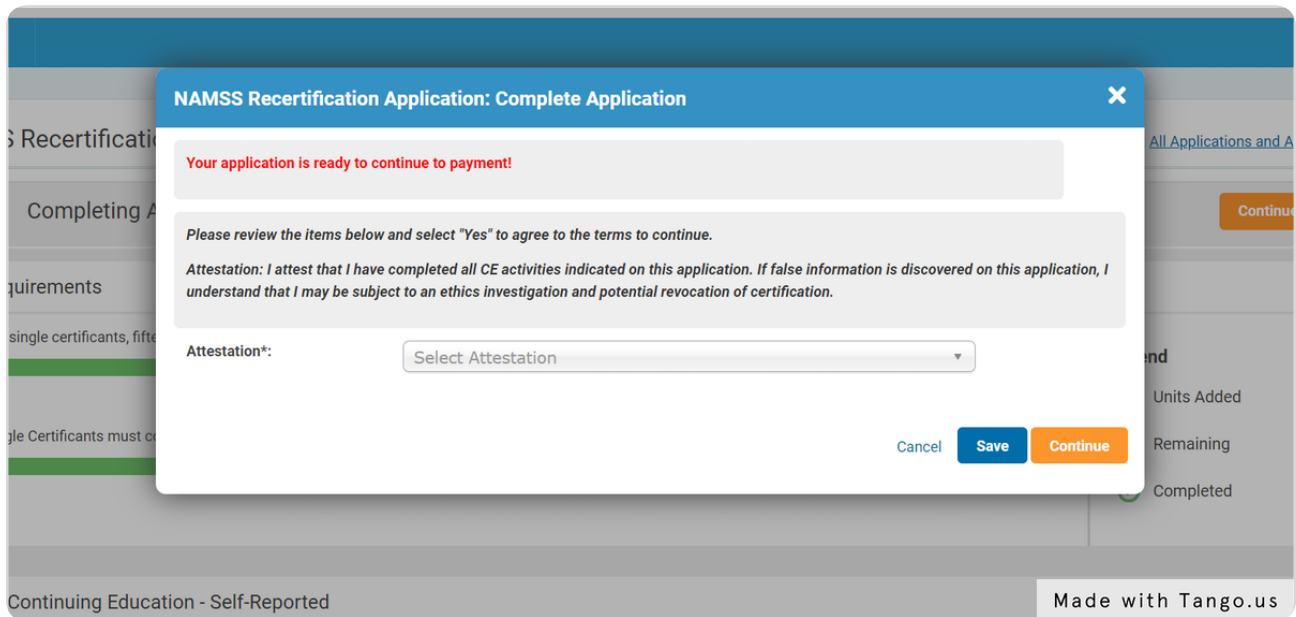 NAMSS Recertification Application: Complete Application
S Recertificatio
All Applications and A
Your application is ready to continue to payment!
Completing A
Continue
Please review the items below and select "Yes" to agree to the terms to continue.
Attestation: I attest that I have completed all CE activities indicated on this application. If false information is discovered on this application, I
understand that I may be subject to an ethics investigation and potential revocation of certification.
quirements
single certificants, fifte
Attestation*:
Select Attestation
end
Units Added
gle Certificants must co
Cancel
Save
Continue
Remaining
Completed
Continuing Education - Self-Reported
Made with Tango.us